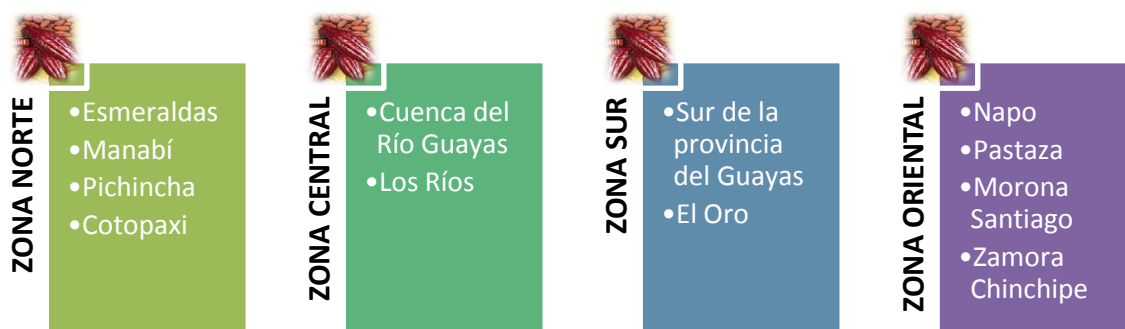 ZONA NORTE
•Esmeraldas
•Manabí
•Pichincha
•Cotopaxi
ZONA CENTRAL
•Cuenca del
Río Guayas
•Los Ríos
ZONA SUR
•Sur de la
provincia
del Guayas
•El Oro
ZONA ORIENTAL
•Napo
•Pastaza
•Morona
Santiago
•Zamora
Chinchipe